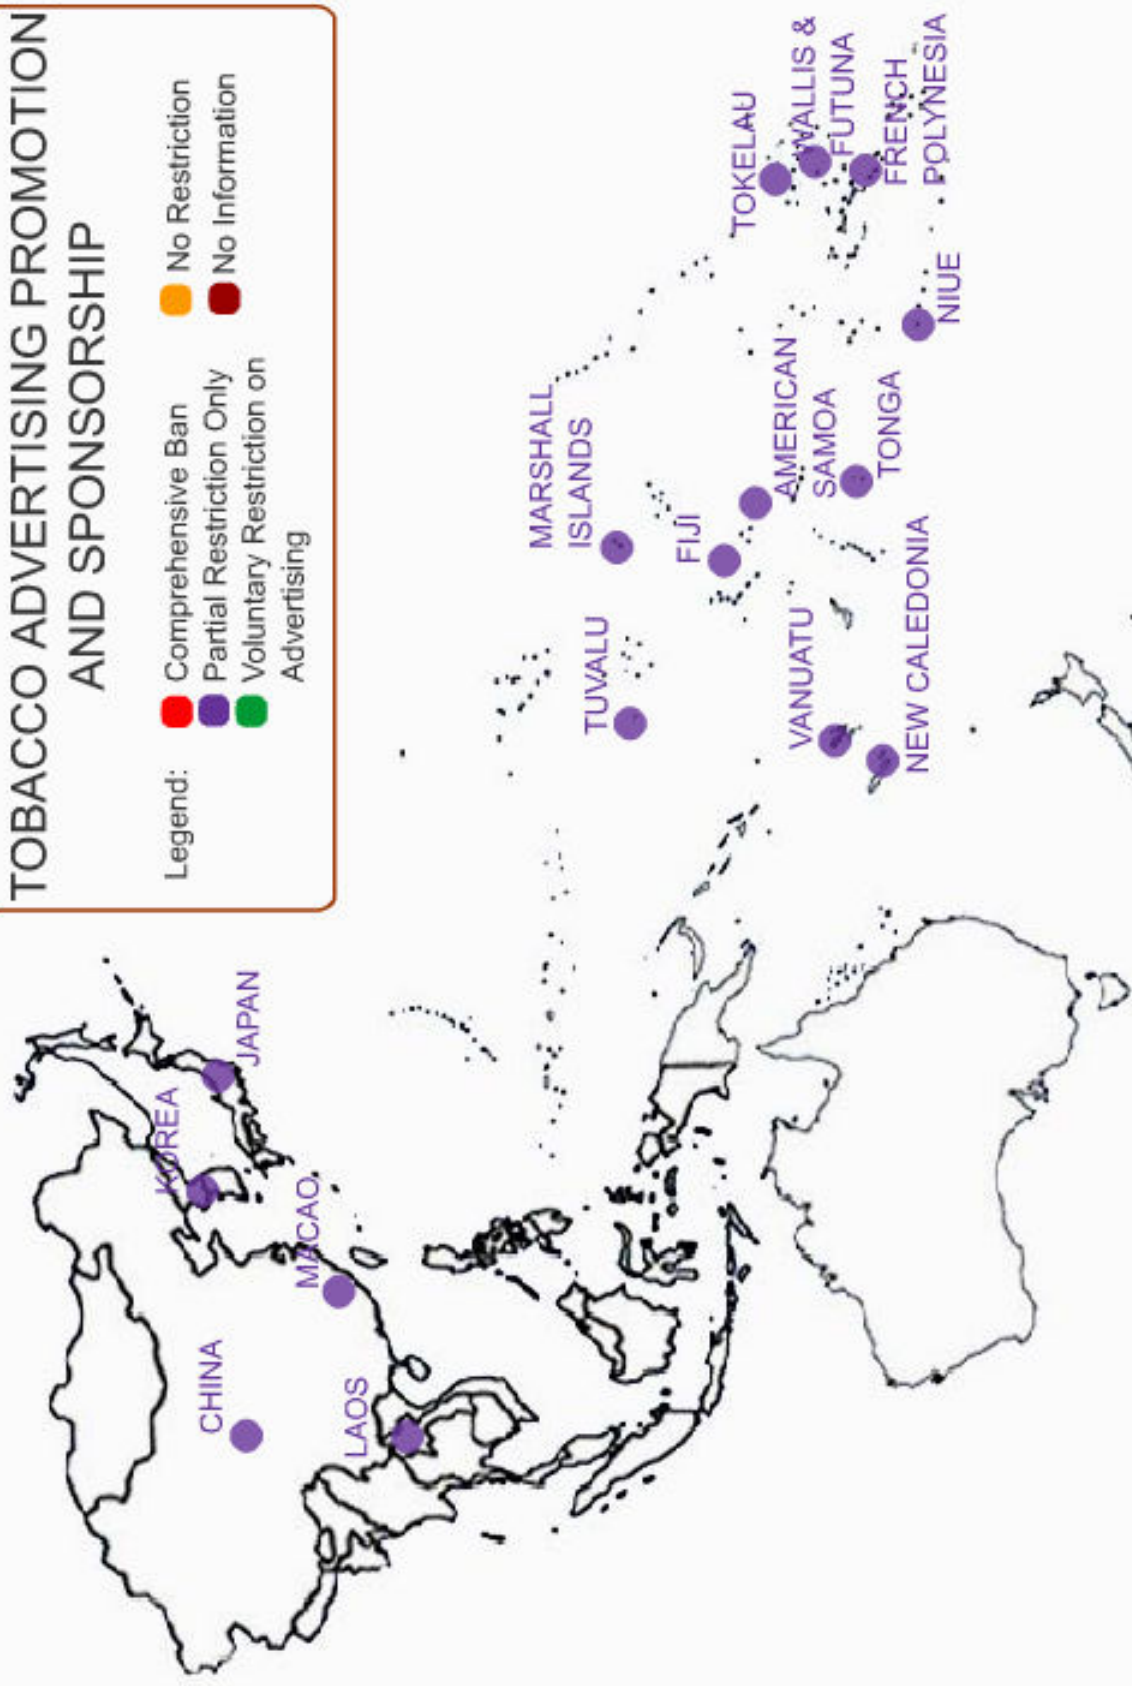 TOBACCO ADVERTISING PROMOTION
AND SPONSORSHIP
Legend:
Comprehensive Ban
Partial Restriction Only
Voluntary Restriction on
Advertising
No Restriction
No Information
KOREA
JAPAN
CHINA
MACAO
LAOS
MARSHALL
ISLANDS
TUVALU
FIJI
AMERICAN
SAMOA
TOKELAU
WALLIS &
FUTUNA
FRENCH
POLYNESIA
VANUATU
NEW CALEDONIA
TONGA
NIUE